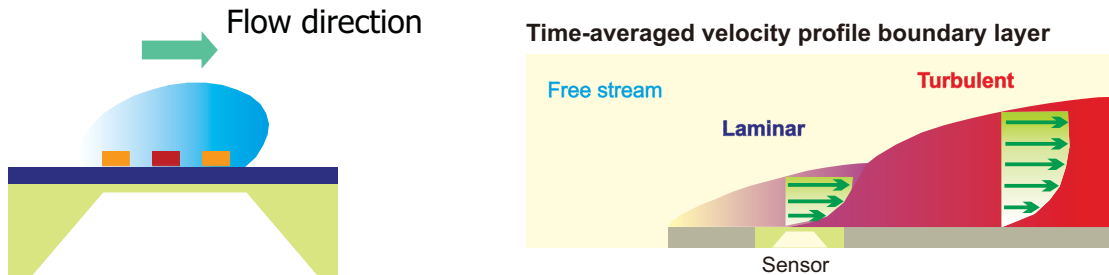 Flow direction
Time-averaged velocity profile boundary layer
Free stream
Turbulent
Laminar
Sensor